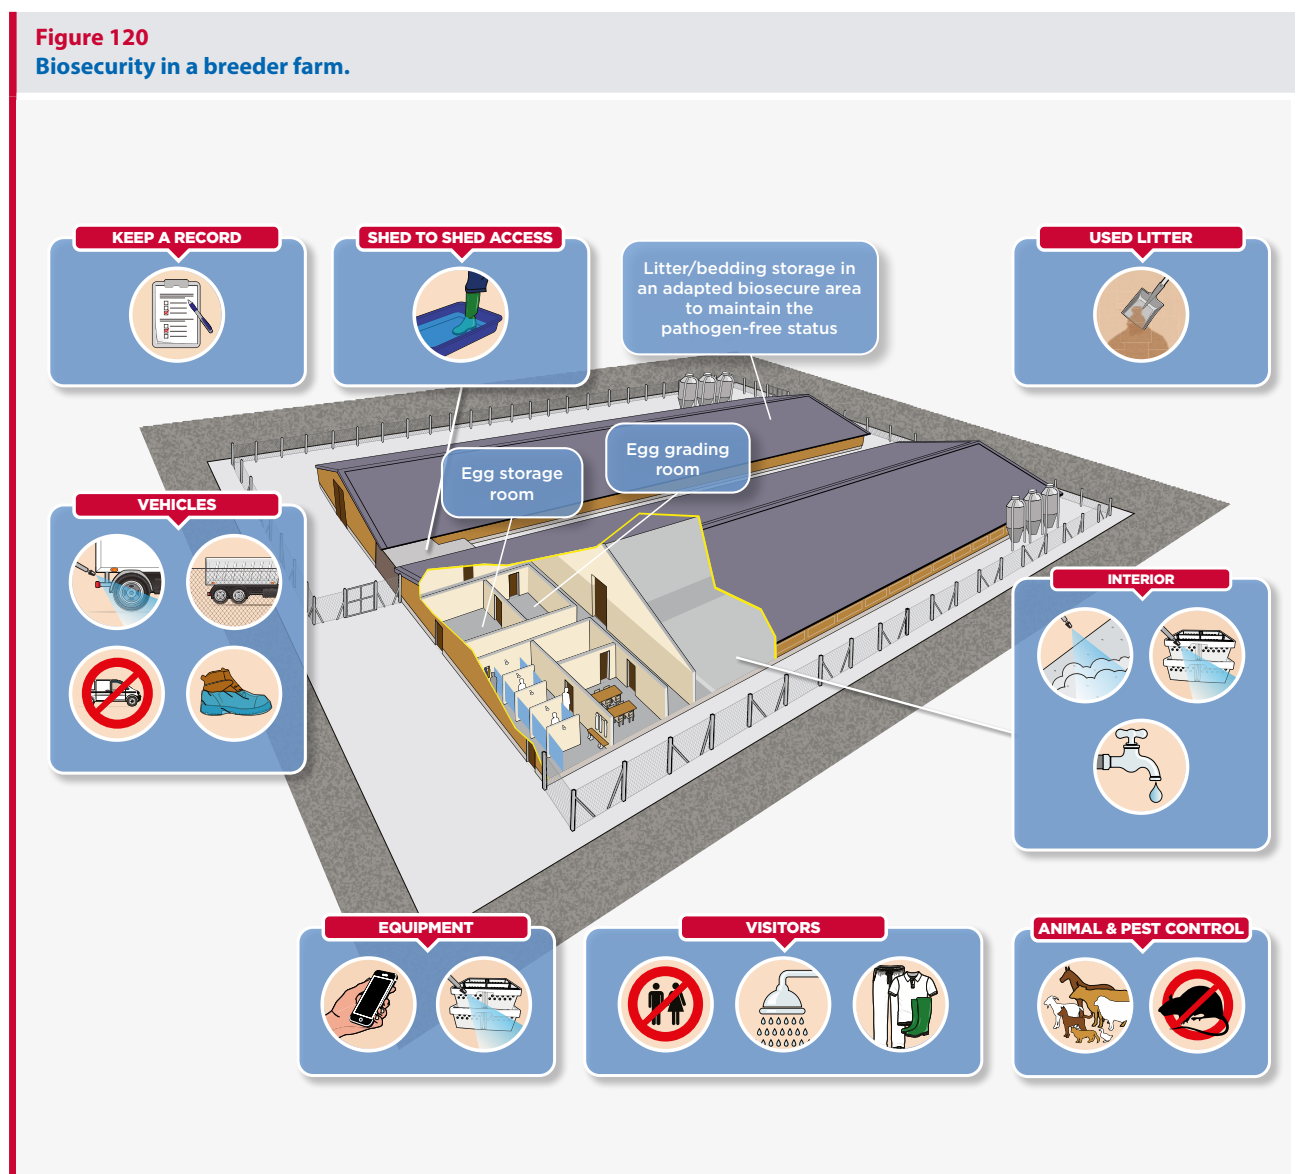 Figure 120
Biosecurity in a breeder farm.
KEEP A RECORD
SHED TO SHED ACCESS
Litter/bedding storage in
an adapted biosecure area
to maintain the
pathogen-free status
USED LITTER
Egg storage
room
Egg grading
room
VEHICLES
INTERIOR
EQUIPMENT
VISITORS
ANIMAL & PEST CONTROL